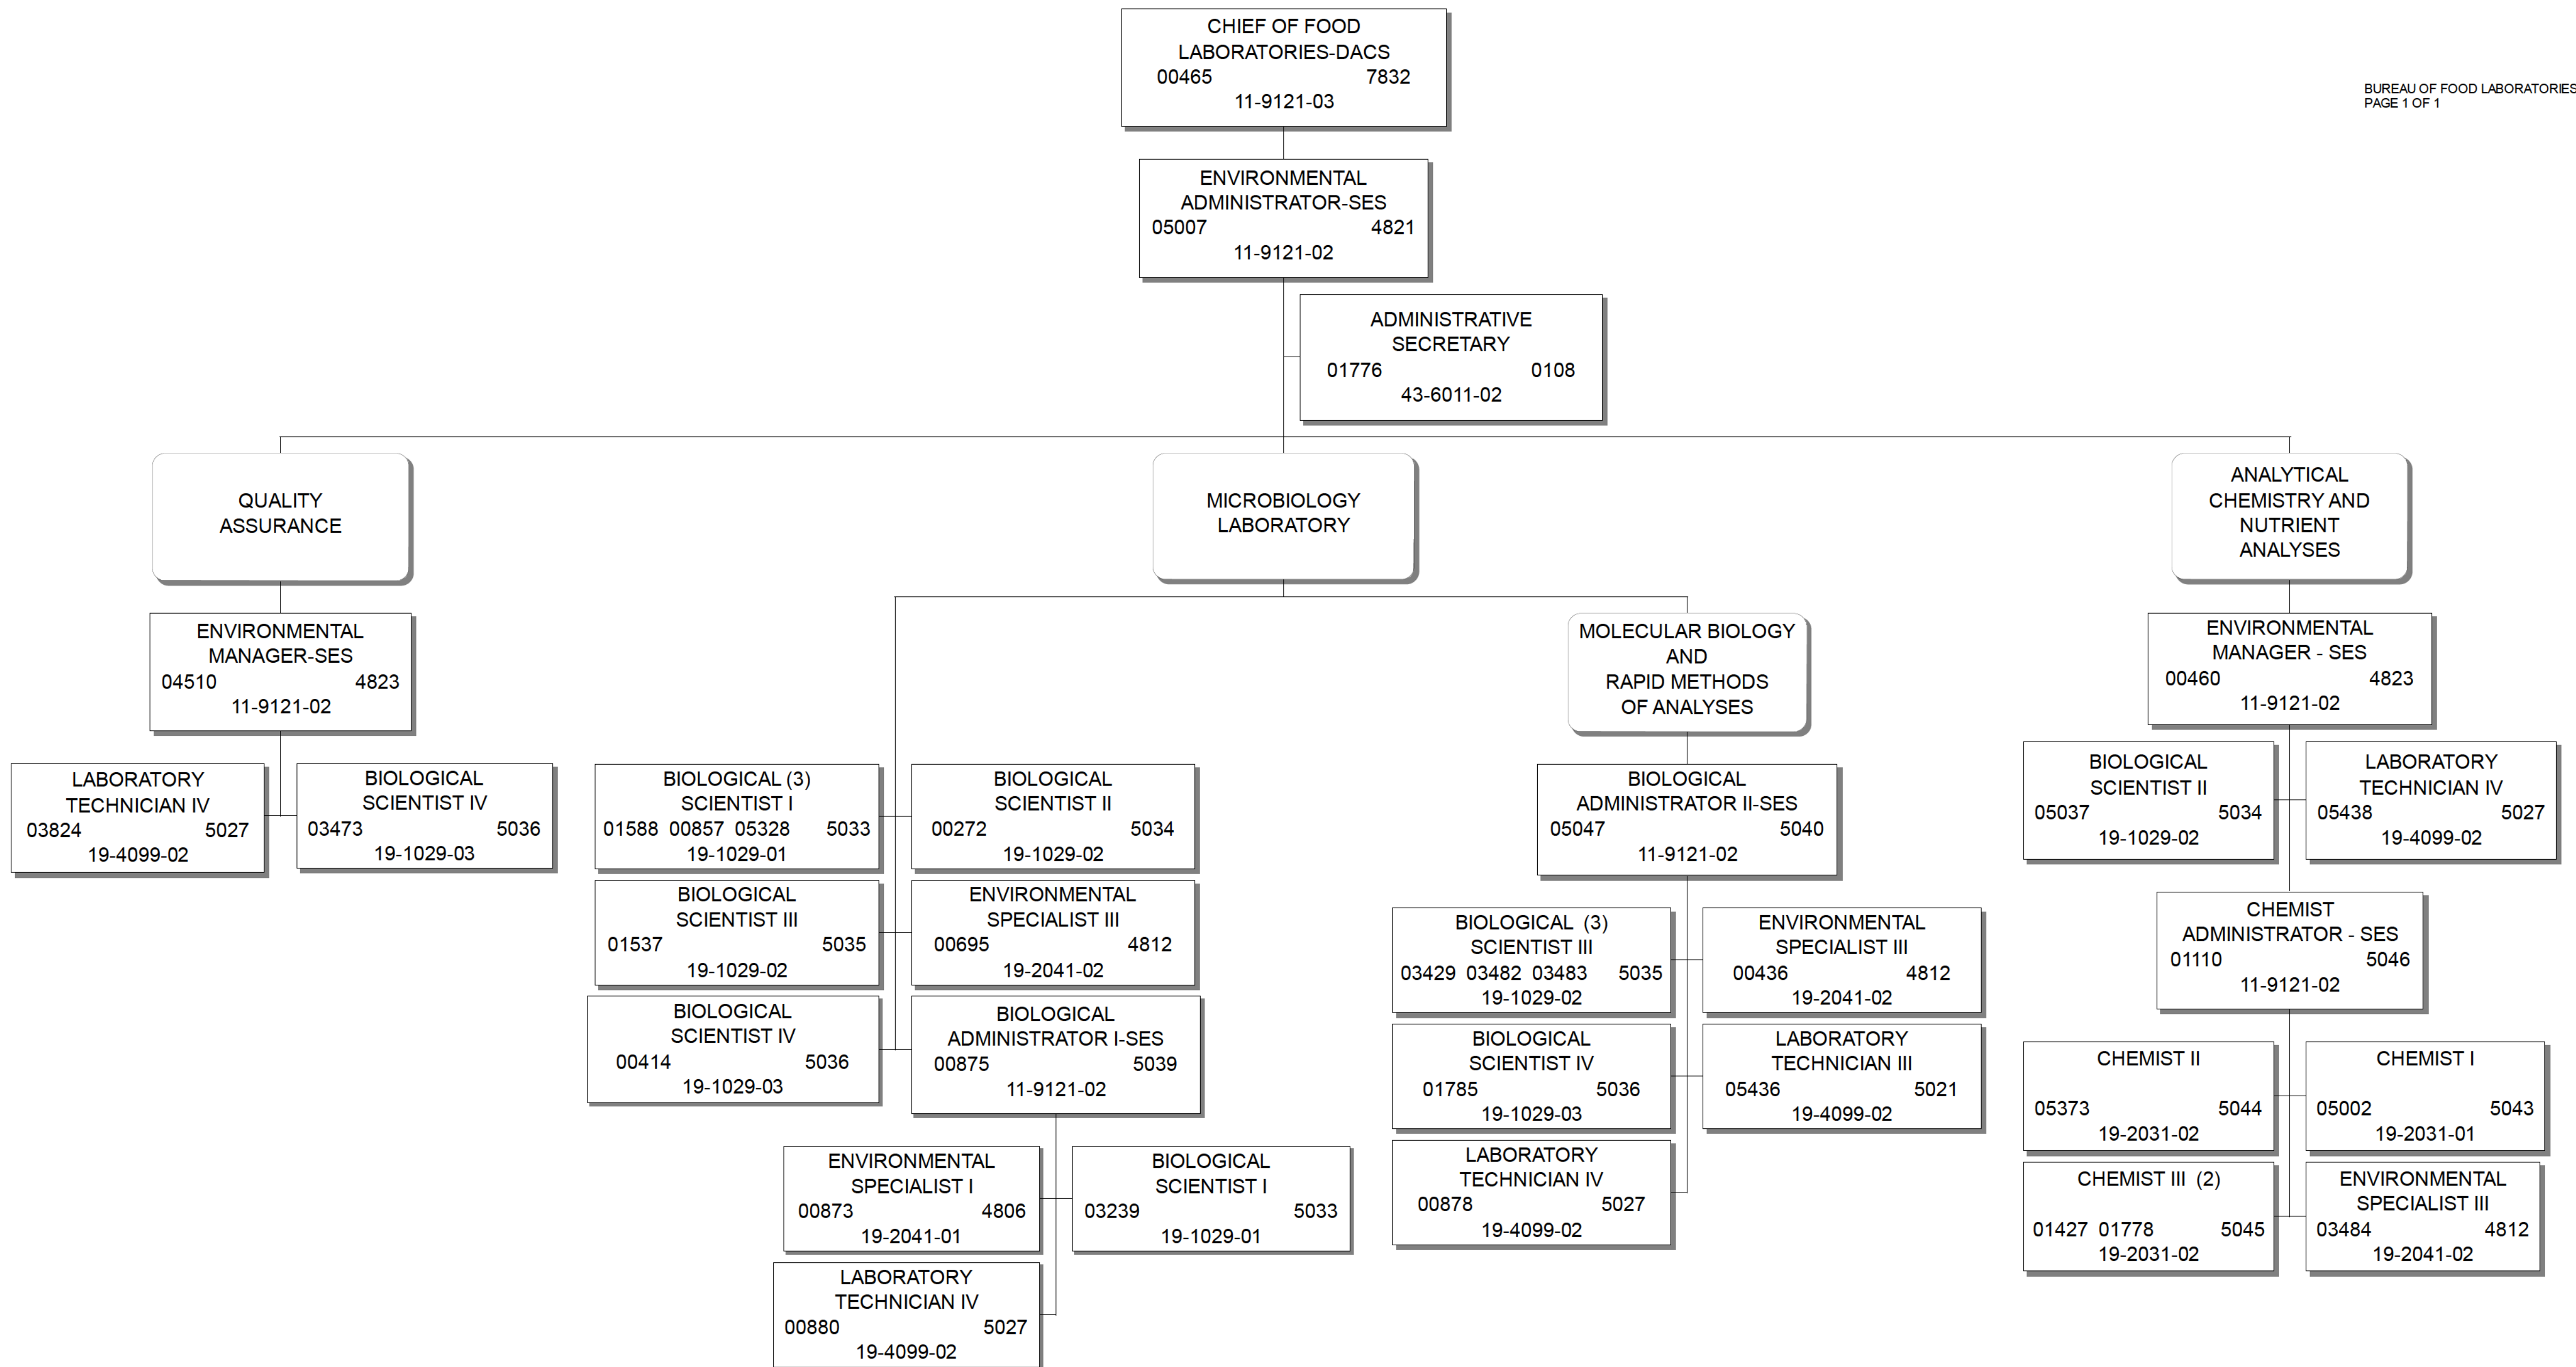 CHIEF OF FOOD
LABORATORIES-DACS
00465 7832
11-9121-03
BUREAU OF FOOD LABORATORIES
PAGE 1 OF 1
ENVIRONMENTAL
ADMINISTRATOR-SES
05007 4821
11-9121-02
ADMINISTRATIVE
SECRETARY
01776 0108
43-6011-02
QUALITY
ASSURANCE
ENVIRONMENTAL
MANAGER-SES
04510 4823
11-9121-02
LABORATORY
TECHNICIAN IV
03824 5027
19-4099-02
BIOLOGICAL
SCIENTIST IV
03473 5036
19-1029-03
MICROBIOLOGY
LABORATORY
BIOLOGICAL (3)
SCIENTIST I
01588 00857 05328 5033
19-1029-01
BIOLOGICAL
SCIENTIST II
00272 5034
19-1029-02
BIOLOGICAL
SCIENTIST III
01537 5035
19-1029-02
ENVIRONMENTAL
SPECIALIST III
00695 4812
19-2041-02
BIOLOGICAL
SCIENTIST IV
00414 5036
19-1029-03
BIOLOGICAL
ADMINISTRATOR I-SES
00875 5039
11-9121-02
ENVIRONMENTAL
SPECIALIST I
00873 4806
19-2041-01
BIOLOGICAL
SCIENTIST I
03239 5033
19-1029-01
LABORATORY
TECHNICIAN IV
00880 5027
19-4099-02
MOLECULAR BIOLOGY
AND
RAPID METHODS
OF ANALYSES
BIOLOGICAL
ADMINISTRATOR II-SES
05047 5040
11-9121-02
BIOLOGICAL (3)
SCIENTIST III
03429 03482 03483 5035
19-1029-02
ENVIRONMENTAL
SPECIALIST III
00436 4812
19-2041-02
BIOLOGICAL
SCIENTIST IV
01785 5036
19-1029-03
LABORATORY
TECHNICIAN III
05436 5021
19-4099-02
LABORATORY
TECHNICIAN IV
00878 5027
19-4099-02
ANALYTICAL
CHEMISTRY AND
NUTRIENT
ANALYSES
ENVIRONMENTAL
MANAGER - SES
00460 4823
11-9121-02
BIOLOGICAL
SCIENTIST II
05037 5034
19-1029-02
LABORATORY
TECHNICIAN IV
05438 5027
19-4099-02
CHEMIST
ADMINISTRATOR - SES
01110 5046
11-9121-02
CHEMIST II
05373 5044
19-2031-02
CHEMIST I
05002 5043
19-2031-01
CHEMIST III (2)
01427 01778 5045
19-2031-02
ENVIRONMENTAL
SPECIALIST III
03484 4812
19-2041-02